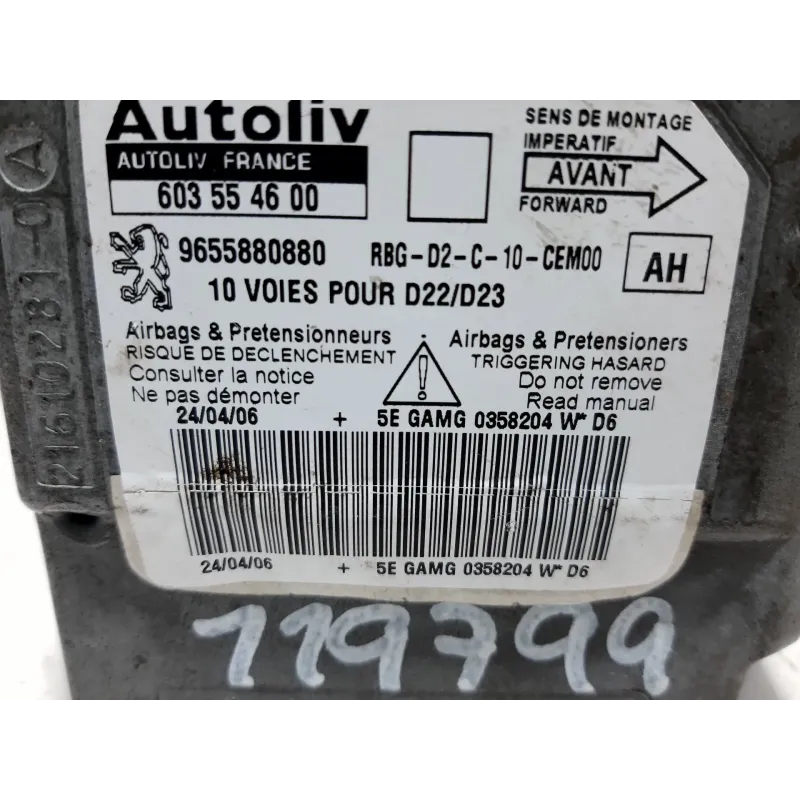 Autoliv
AUTOLIV FRANCE
603 55 46 00
SENS DE MONTAGE
IMPERATIF
AVANT
FORWARD
9655880880 RBG-D2-C-10-CEM00 AH
10 VOIES POUR D22/D23
Airbags & Pretensionneurs
RISQUE DE DECLENCHEMENT
Consulter la notice
Ne pas démonter
Airbags & Pretensioners
TRIGGERING HASARD
Do not remove
Read manual
24/04/06 + 5E GAMG 0358204 W* D6
24/04/06 + 5E GAMG 0358204 W* D6
119799
21610281-0 A